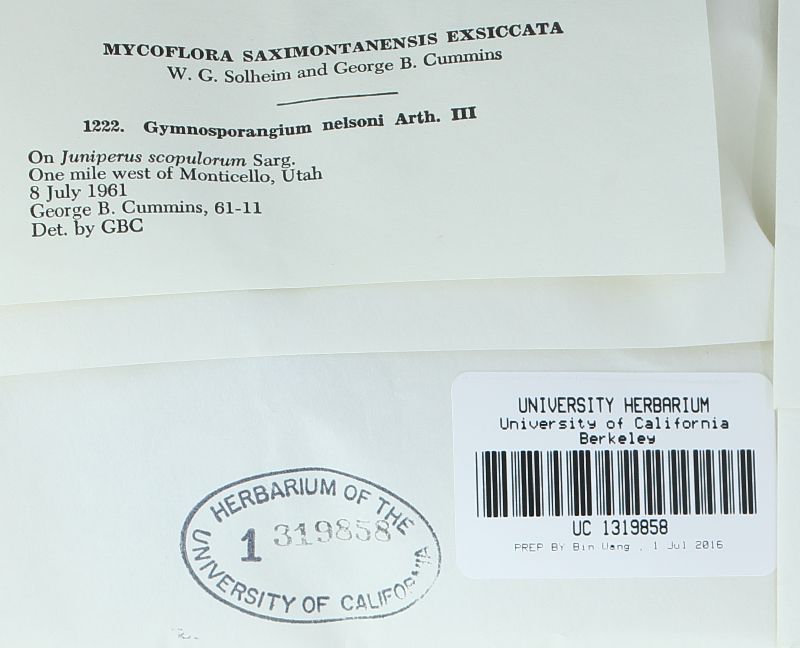 MYCOFLORA SAXIMONTANENSIS EXSICCATA
W. G. Solheim and George B. Cummins
1222. Gymnosporangium nelsoni Arth. III
On Juniperus scopulorum Sarg.
One mile west of Monticello, Utah
8 July 1961
George B. Cummins, 61-11
Det. by GBC
UNIVERSITY HERBARIUM
University of California
Berkeley
UC 1319858
PREP BY Bin Wang , 1 Jul 2016
HERBARIUM OF THE
1 319858
UNIVERSITY OF CALIFORNIA